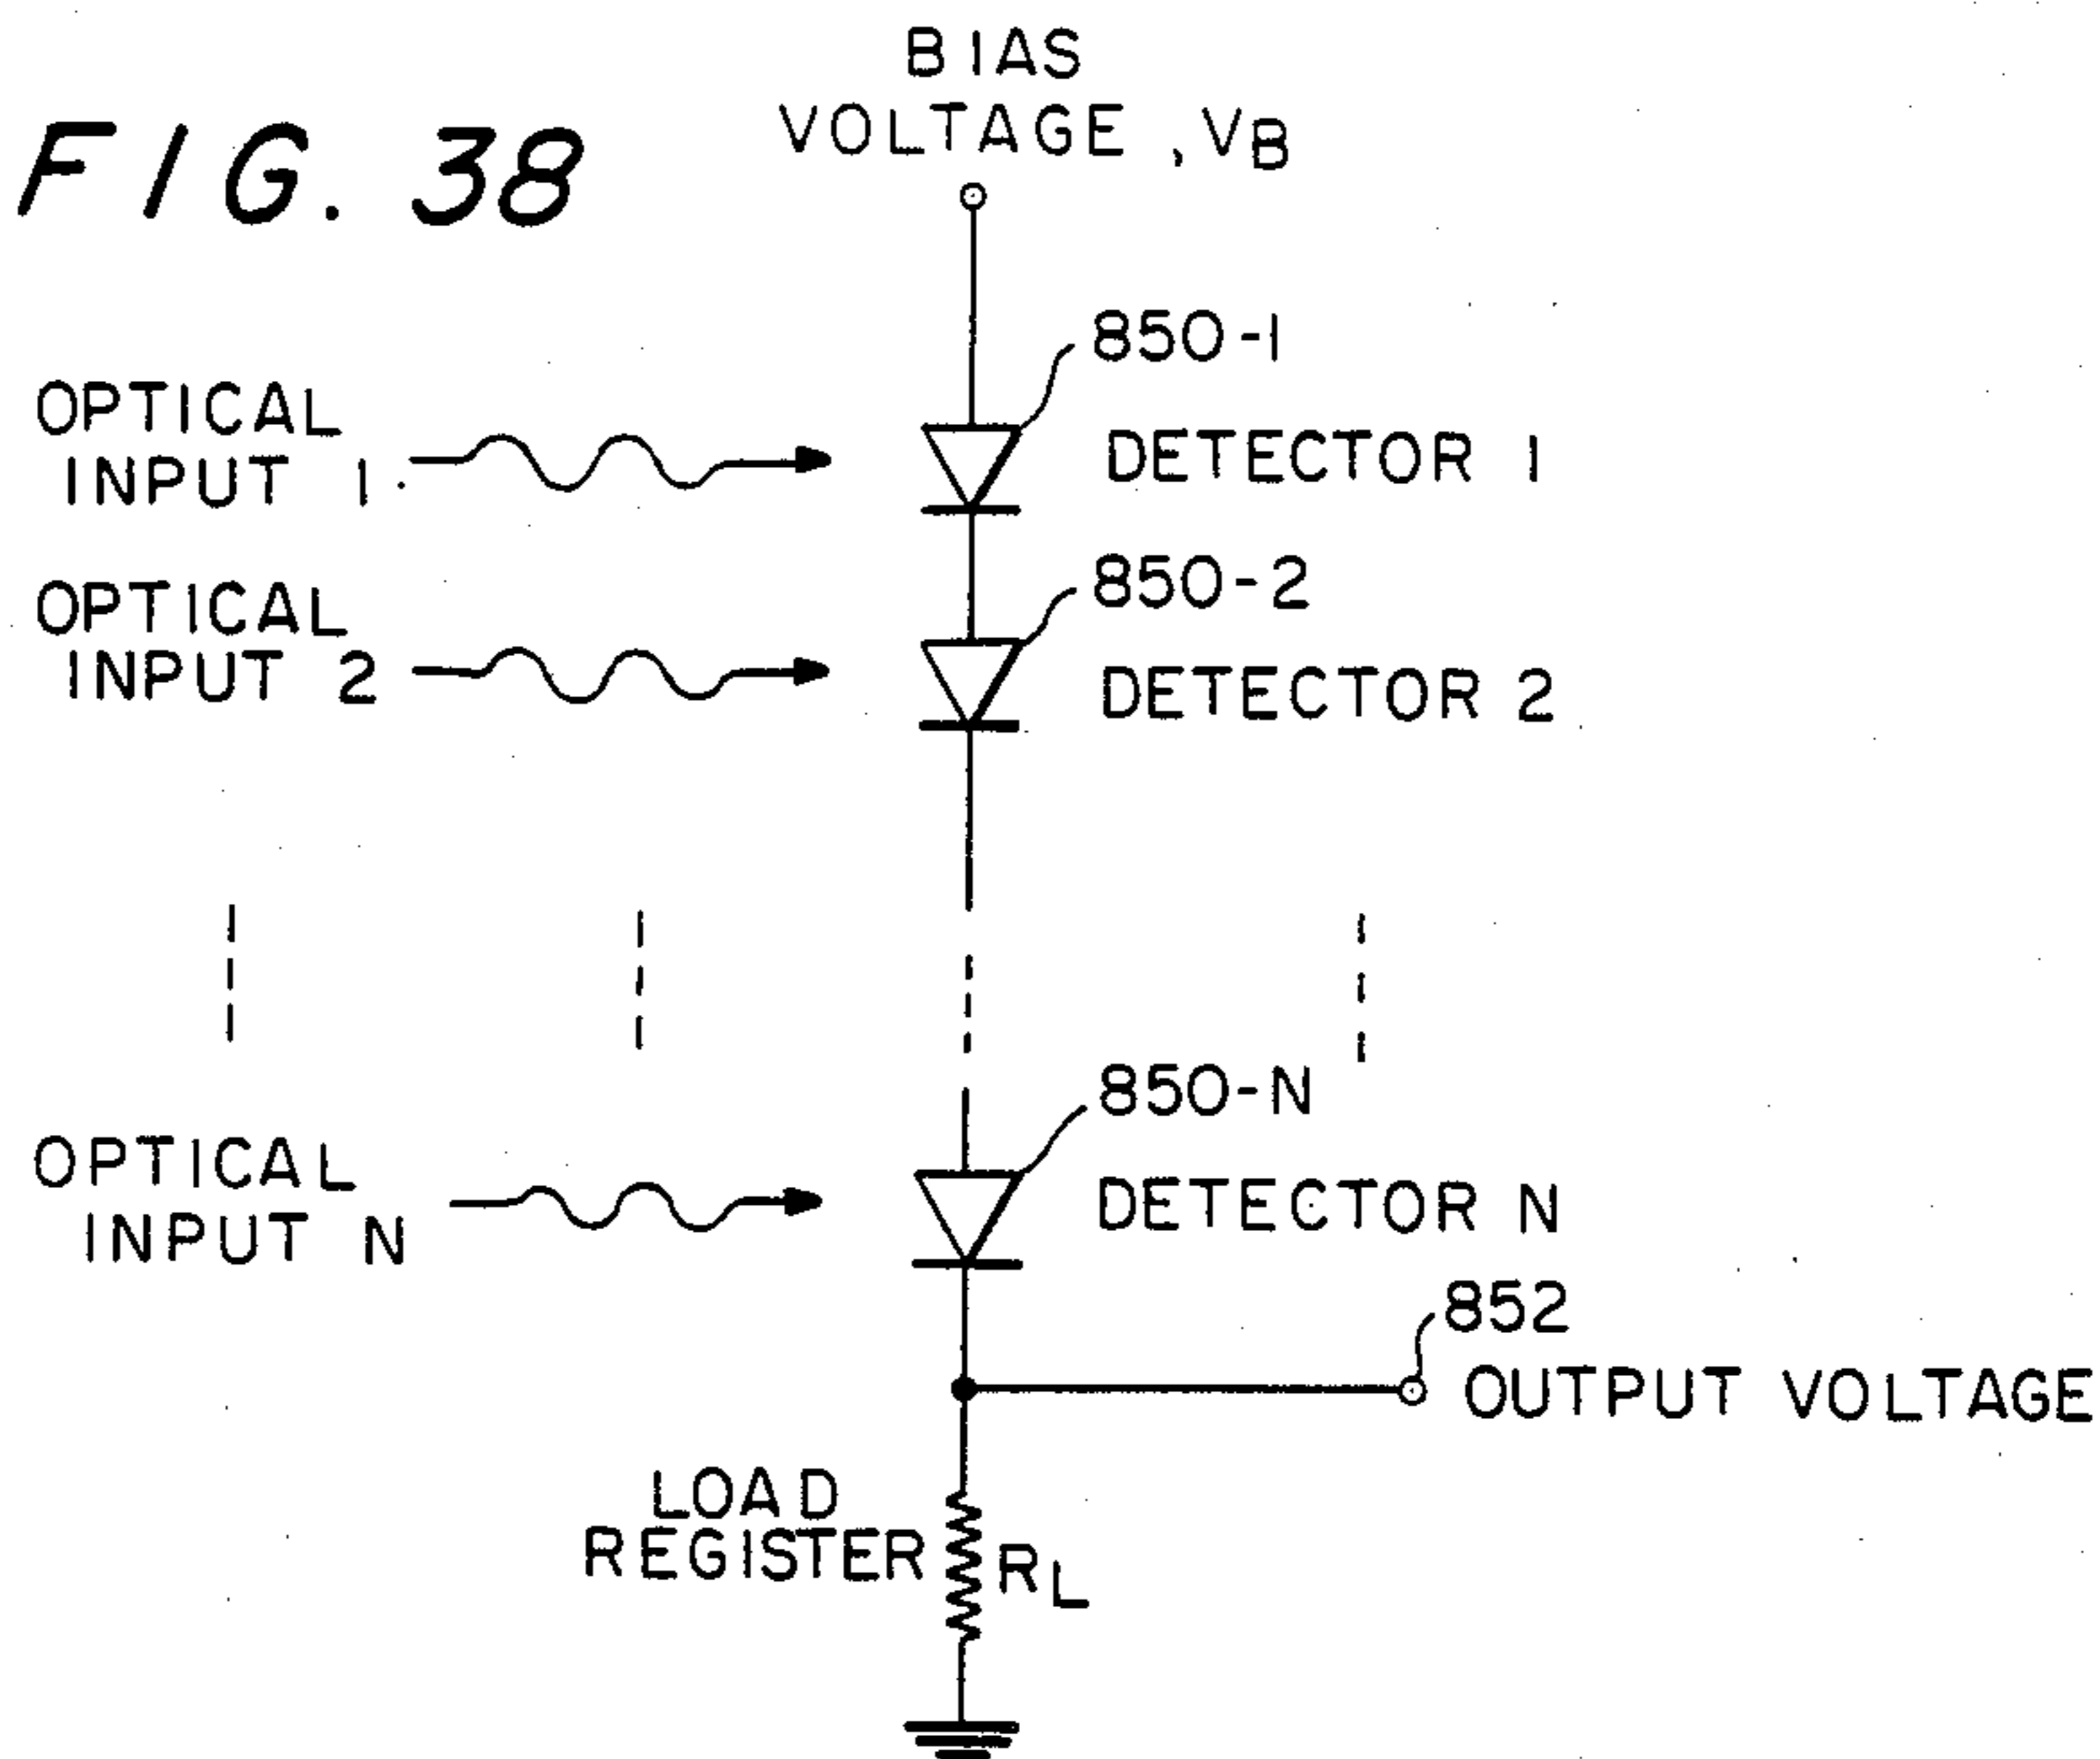 FIG. 38
BIAS
VOLTAGE, VB
850-1
OPTICAL
INPUT 1.
DETECTOR 1
850-2
OPTICAL
INPUT 2
DETECTOR 2
850-N
OPTICAL
INPUT N
DETECTOR N
852
OUTPUT VOLTAGE
LOAD
REGISTER
RL